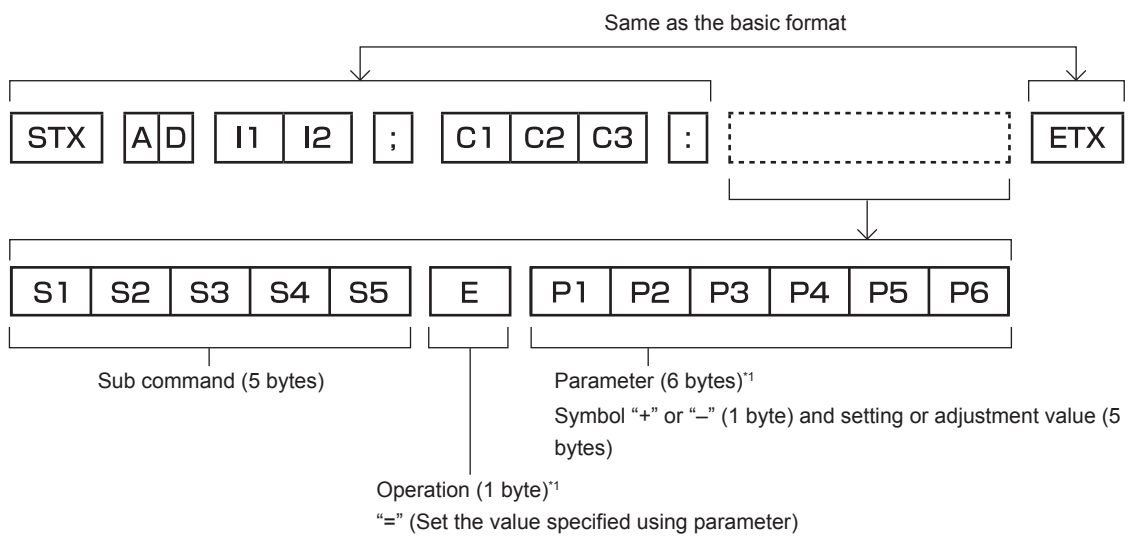 Same as the basic format
STX A D I1 I2 ; C1 C2 C3 : ETX
S1 S2 S3 S4 S5 E P1 P2 P3 P4 P5 P6
Sub command (5 bytes)
Parameter (6 bytes)*1
Symbol “+” or “–” (1 byte) and setting or adjustment value (5
bytes)
Operation (1 byte)*1
“=” (Set the value specified using parameter)